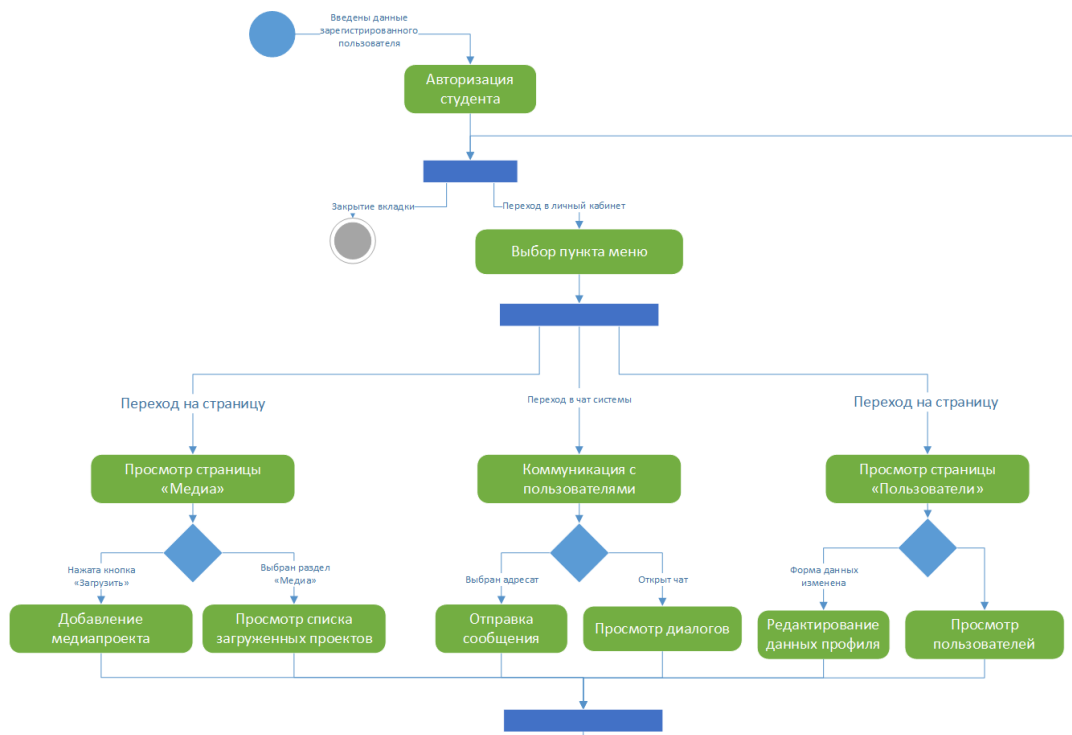 Введены данные
зарегистрированного
пользователя
Авторизация
студента
Закрытие вкладки
Переход в личный кабинет
Выбор пункта меню
Переход на страницу
Переход в чат системы
Переход на страницу
Просмотр страницы
«Медиа»
Коммуникация с
пользователями
Просмотр страницы
«Пользователи»
Нажата кнопка
«Загрузить»
Выбран раздел
«Медиа»
Выбран адресат
Открыт чат
Форма данных
изменена
Добавление
медиапроекта
Просмотр списка
загруженных проектов
Отправка
сообщения
Просмотр диалогов
Редактирование
данных профиля
Просмотр
пользователей